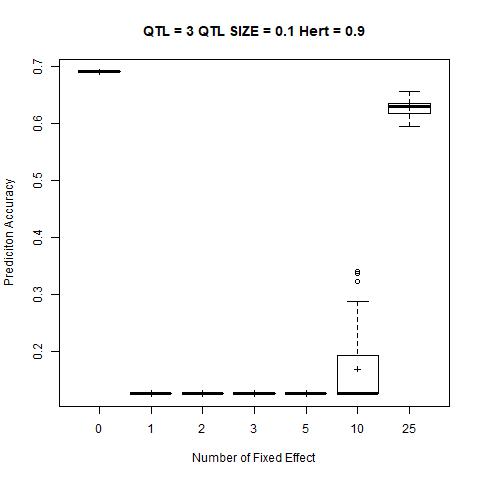 QTL = 3 QTL SIZE = 0.1 Hert = 0.9
Prediciton Accuracy
0.7
0.6
0.5
0.4
0.3
0.2
0 1 2 3 5 10 25
Number of Fixed Effect